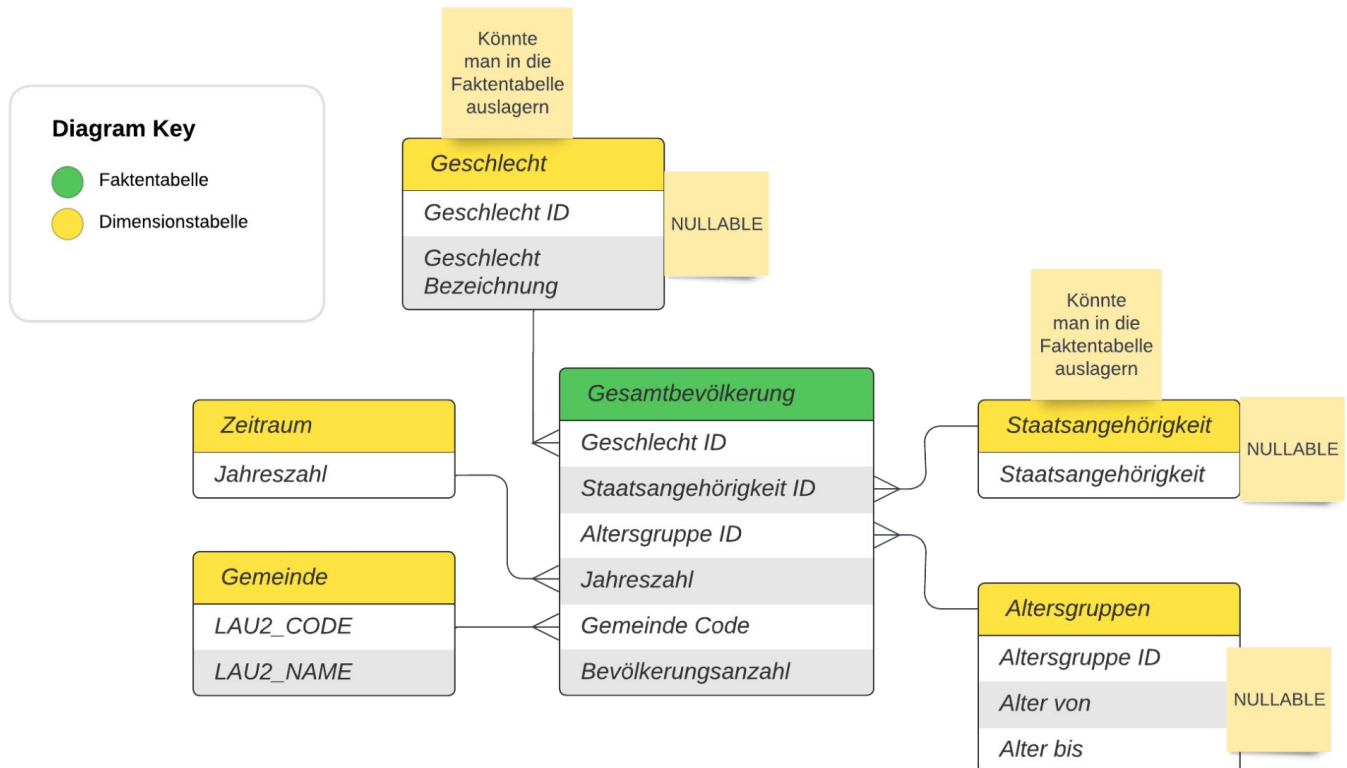 Könnte
man in die
Faktentabelle
auslagern
Diagram Key
Faktentabelle
Dimensionstabelle
Geschlecht
Geschlecht ID
Geschlecht
Bezeichnung
NULLABLE
Könnte
man in die
Faktentabelle
auslagern
Zeitraum
Jahreszahl
Gesamtbevölkerung
Geschlecht ID
Staatsangehörigkeit ID
Altersgruppe ID
Jahreszahl
Gemeinde Code
Bevölkerungsanzahl
Staatsangehörigkeit
Staatsangehörigkeit
NULLABLE
Gemeinde
LAU2_CODE
LAU2_NAME
Altersgruppen
Altersgruppe ID
Alter von
Alter bis
NULLABLE